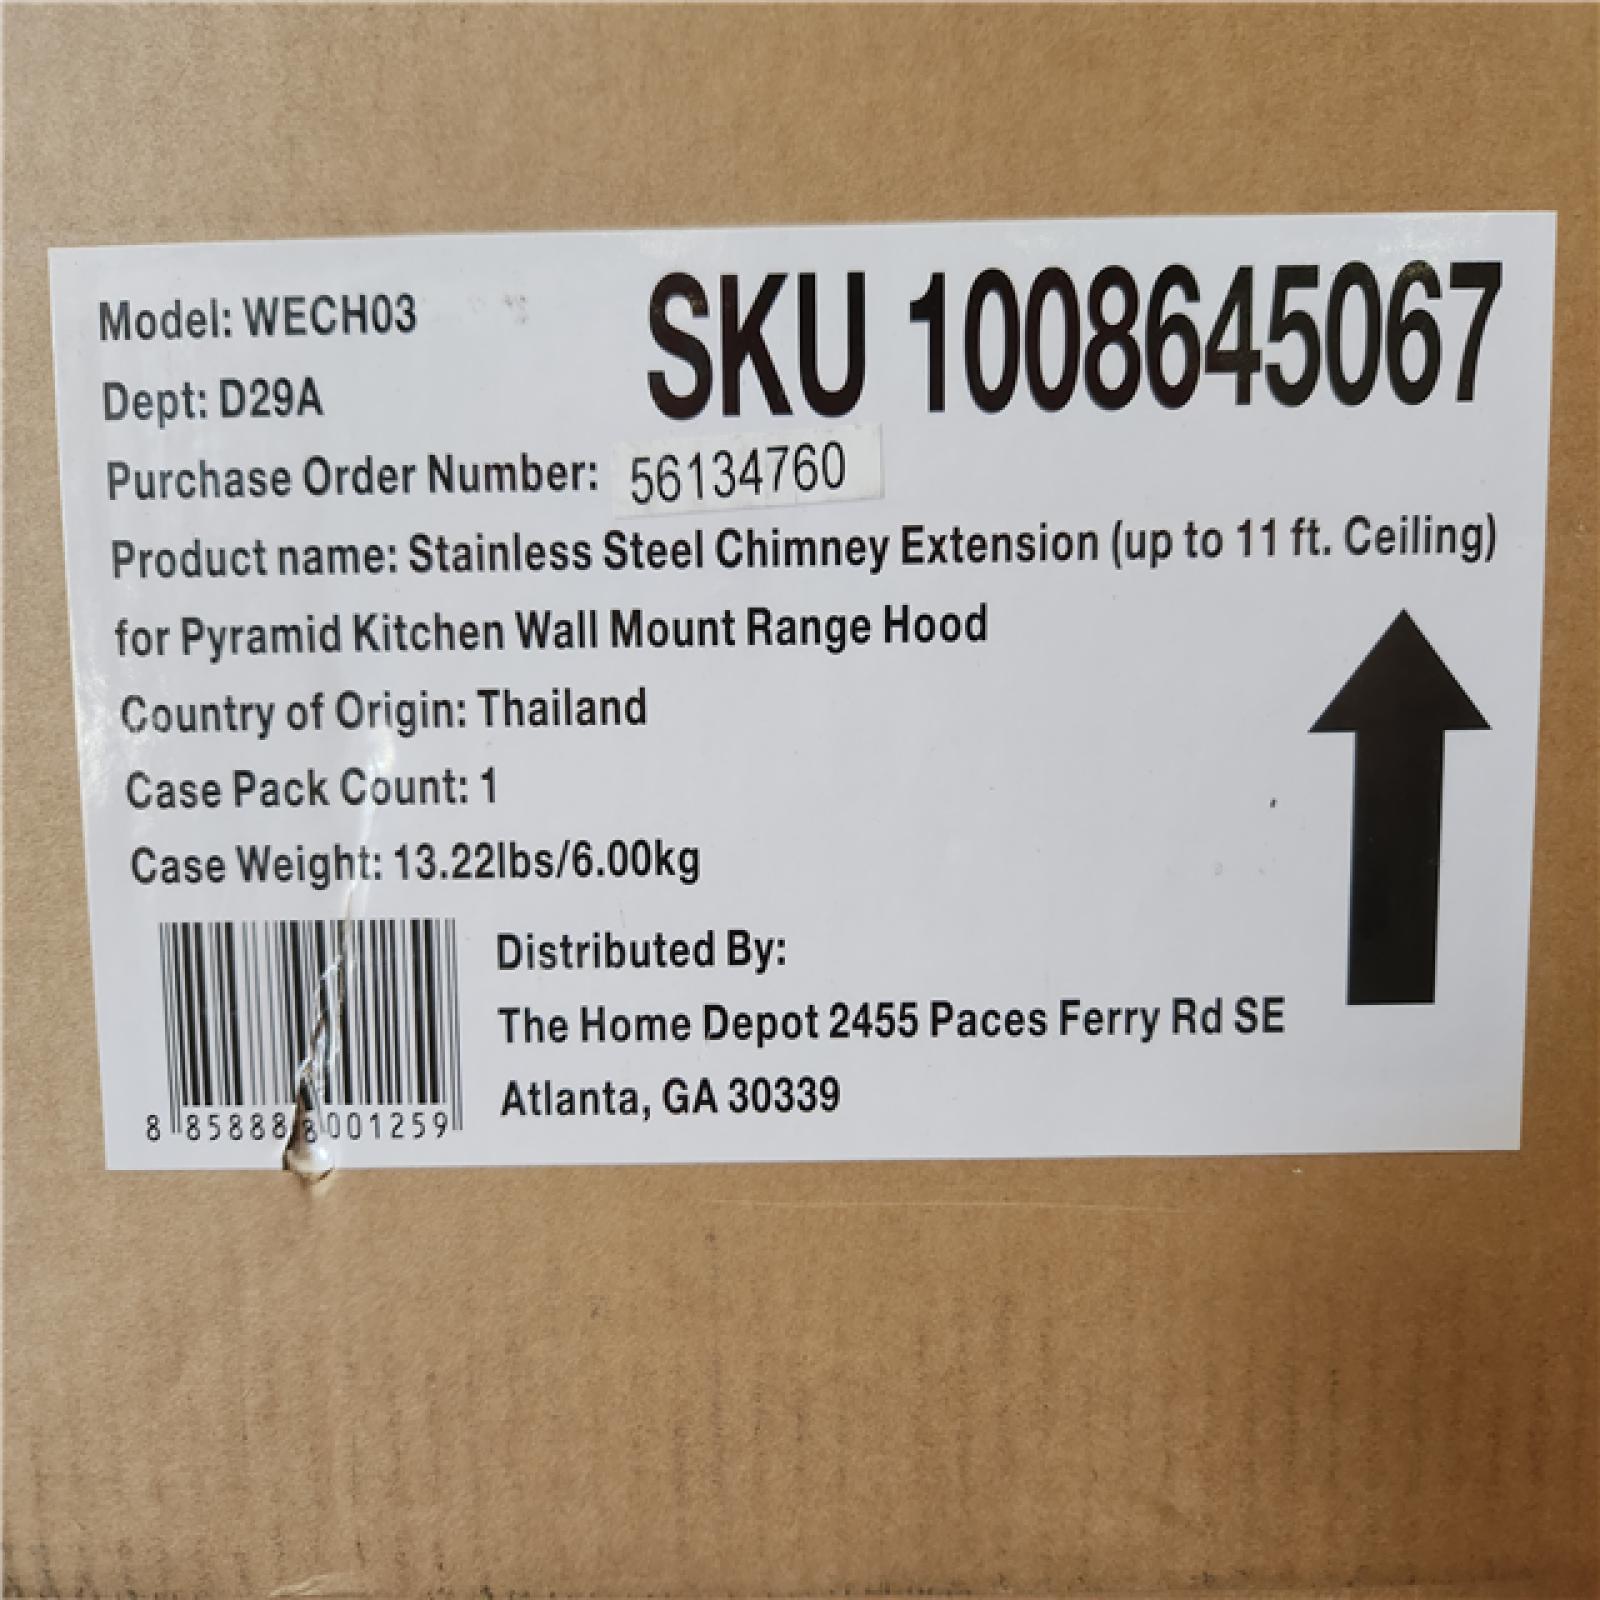 Model: WECH03
SKU 1008645067
Dept: D29A
Purchase Order Number: 56134760
Product name: Stainless Steel Chimney Extension (up to 11 ft. Ceiling)
for Pyramid Kitchen Wall Mount Range Hood
Country of Origin: Thailand
Case Pack Count: 1
Case Weight: 13.22lbs/6.00kg
Distributed By:
The Home Depot 2455 Paces Ferry Rd SE
Atlanta, GA 30339
8 85888 8 001259